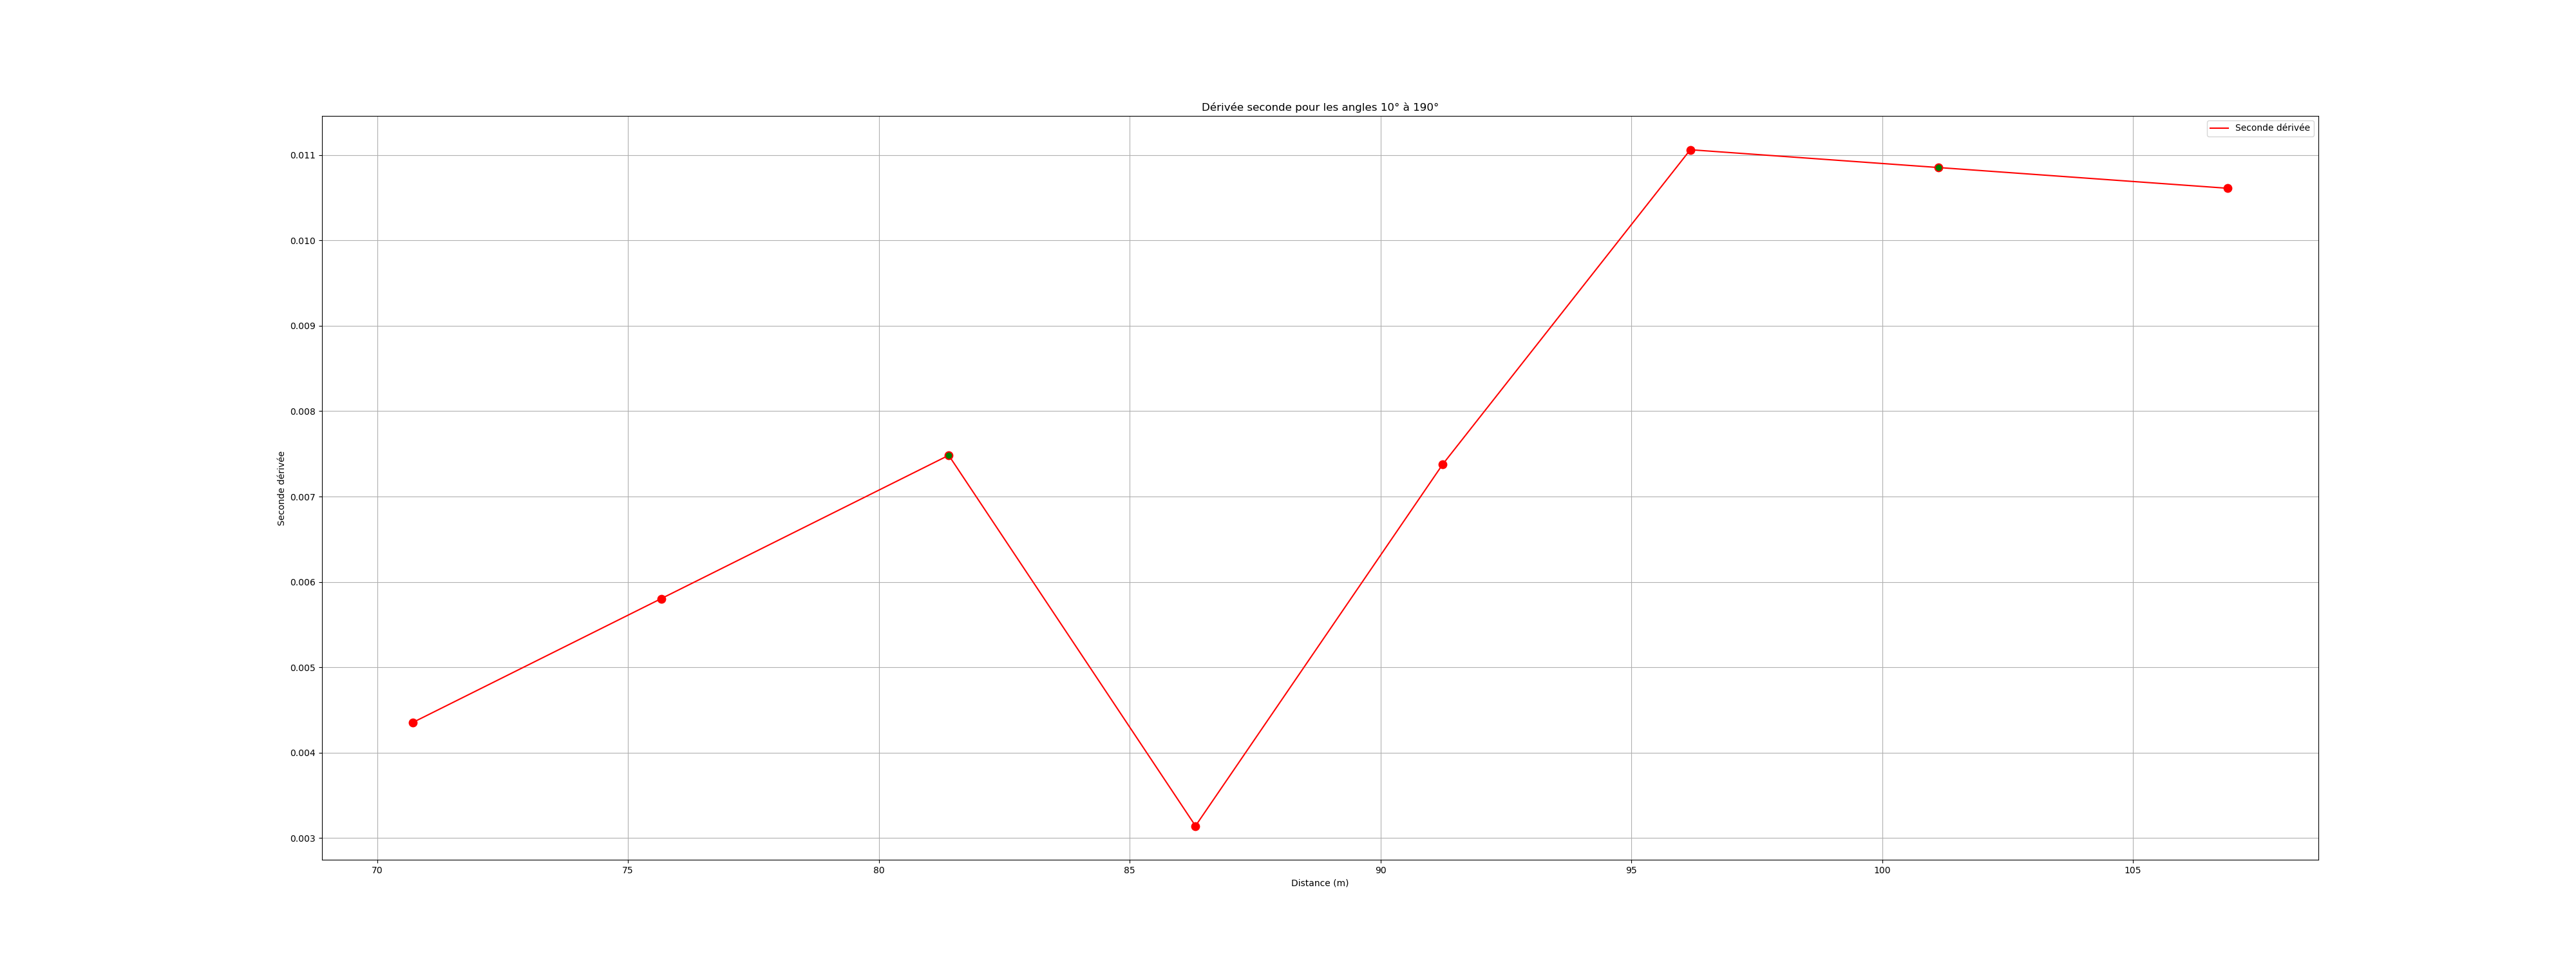 Dérivée seconde pour les angles 10° à 190°
Seconde dérivée
0.011
0.010
0.009
0.008
0.007
0.006
0.005
0.004
0.003
Seconde dérivée
70 75 80 85 90 95 100 105
Distance (m)